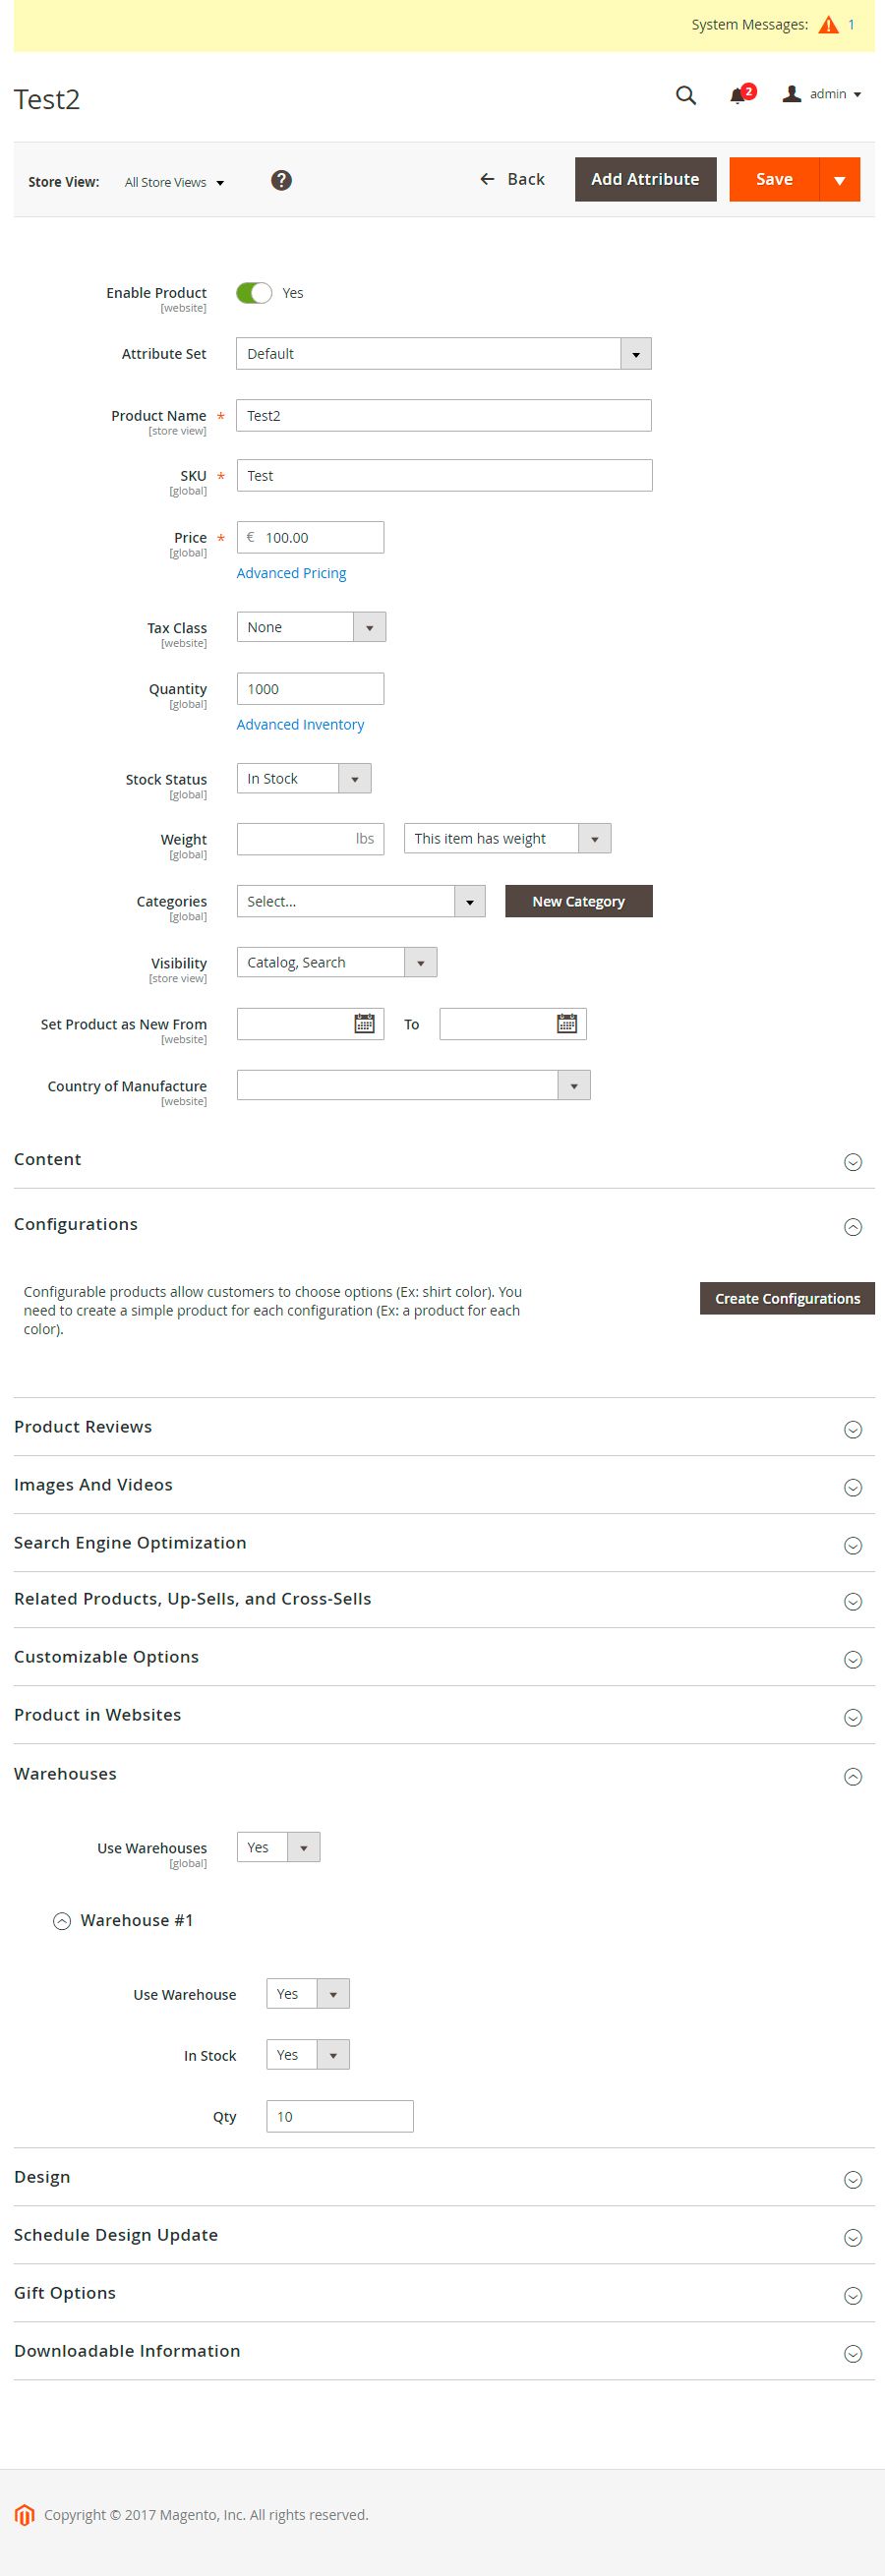 System Messages: 1
Test2
2
admin
Store View: All Store Views ? Back Add Attribute Save
Enable Product Yes
[website]
Attribute Set Default
Product Name * Test2
[store view]
SKU * Test
[global]
Price * € 100.00
[global]
Advanced Pricing
Tax Class None
[website]
Quantity 1000
[global]
Advanced Inventory
Stock Status In Stock
[global]
Weight lbs This item has weight
[global]
Categories Select... New Category
[global]
Visibility Catalog, Search
[store view]
Set Product as New From To
[website]
Country of Manufacture
[website]
Content
Configurations
Configurable products allow customers to choose options (Ex: shirt color). You
need to create a simple product for each configuration (Ex: a product for each
color).
Create Configurations
Product Reviews
Images And Videos
Search Engine Optimization
Related Products, Up-Sells, and Cross-Sells
Customizable Options
Product in Websites
Warehouses
Use Warehouses Yes
[global]
Warehouse #1
Use Warehouse Yes
In Stock Yes
Qty 10
Design
Schedule Design Update
Gift Options
Downloadable Information
Copyright © 2017 Magento, Inc. All rights reserved.